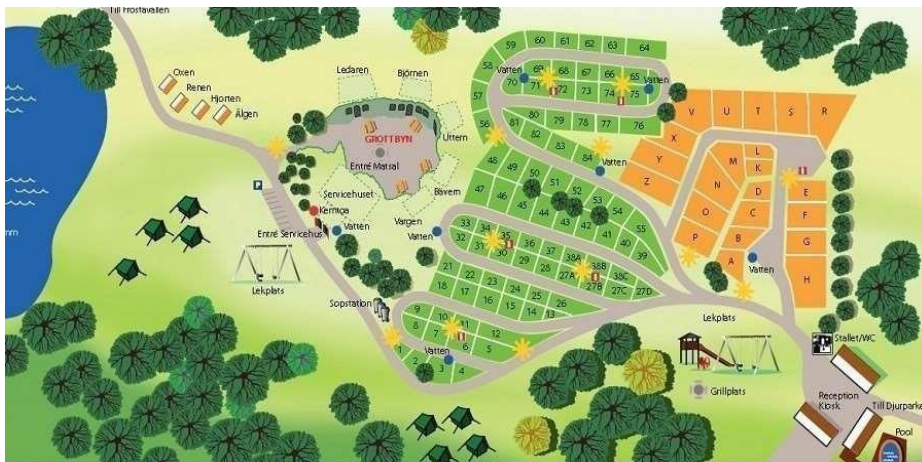 Till Frostavallen
Oxen
Renen
Hjorten
Älgen
Ledaren
Björnen
Uttern
GROTTBYN
Entré Matsal
Bävern
Servicehuset
Vargen
Kemtoa
Vatten
Entré Servicehus
P
Lekplats
Sopstation
59 60 61 62 63 64
58
Vatten
70 69 68 67 66 65
Vatten
71 72 73 74 75
57
56
81 80 79 78 77 76
82
83
84
Vatten
48 49 50 51 52 53 54 55
47 46 45 44 43 42 41 40 39
Vatten
33 34 35 36 37 38A 38B 38C
32 31 30 29 28 27A 27B 27C 27D
21 22 23 24 25 26
18 17 16 15 14 13
9 10 11 12
8 7 6 5
1
2 3 4
Vatten
V U T S R
X
Y
Z
M L
K
N D E
O C F
P B G
A H
Vatten
Lekplats
Grillplats
Stallet/WC
Reception
Kiosk
Till Djurparke
Pool